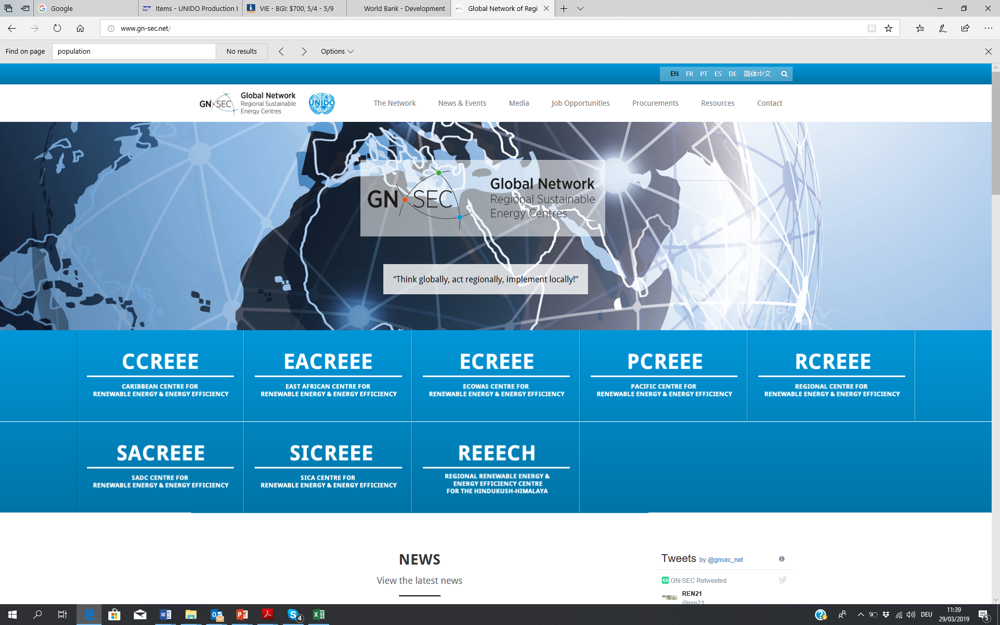 Google
Items - UNIDO Production I
VIE - BGI: $700, 5/4 - 5/9
World Bank - Development
Global Network of Regi
www.gn-sec.net/
Find on page
population
No results
Options
EN FR PT ES DE 简体中文
GN SEC
Global Network
Regional Sustainable
Energy Centres
UNIDO
The Network
News & Events
Media
Job Opportunities
Procurements
Resources
Contact
GN SEC
Global Network
Regional Sustainable
Energy Centres
“Think globally, act regionally, implement locally!”
CCREEE
CARIBBEAN CENTRE FOR
RENEWABLE ENERGY & ENERGY EFFICIENCY
EACREEE
EAST AFRICAN CENTRE FOR
RENEWABLE ENERGY & ENERGY EFFICIENCY
ECREEE
ECOWAS CENTRE FOR
RENEWABLE ENERGY & ENERGY EFFICIENCY
PCREEE
PACIFIC CENTRE FOR
RENEWABLE ENERGY & ENERGY EFFICIENCY
RCREEE
REGIONAL CENTRE FOR
RENEWABLE ENERGY & ENERGY EFFICIENCY
SACREEE
SADC CENTRE FOR
RENEWABLE ENERGY & ENERGY EFFICIENCY
SICREEE
SICA CENTRE FOR
RENEWABLE ENERGY & ENERGY EFFICIENCY
REEECH
REGIONAL RENEWABLE ENERGY &
ENERGY EFFICIENCY CENTRE
FOR THE HINDUKUSH-HIMALAYA
NEWS
View the latest news
Tweets by @gnsec_net
GN-SEC Retweeted
REN21
REN21
@ren21
4
DEU
11:39
29/03/2019
5